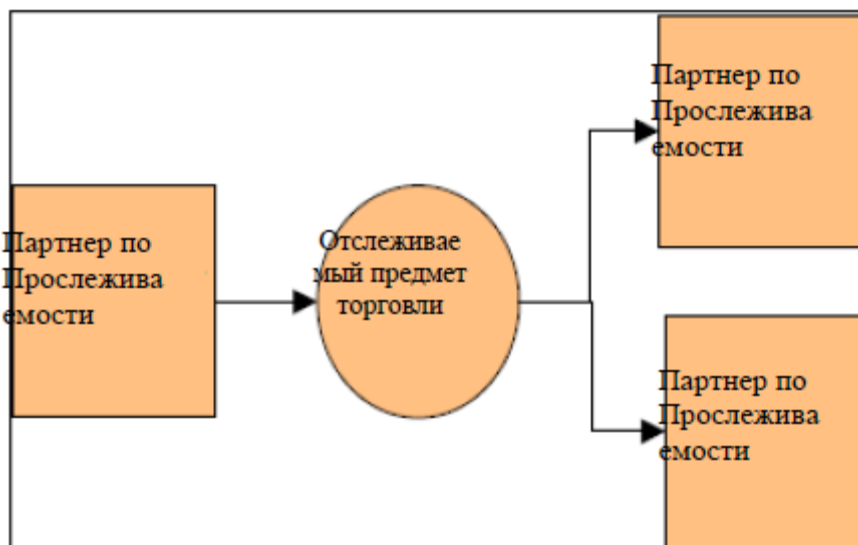 Партнер по
Прослежива
емости
Отслеживае
мый предмет
торговли
Партнер по
Прослежива
емости
Партнер по
Прослежива
емости